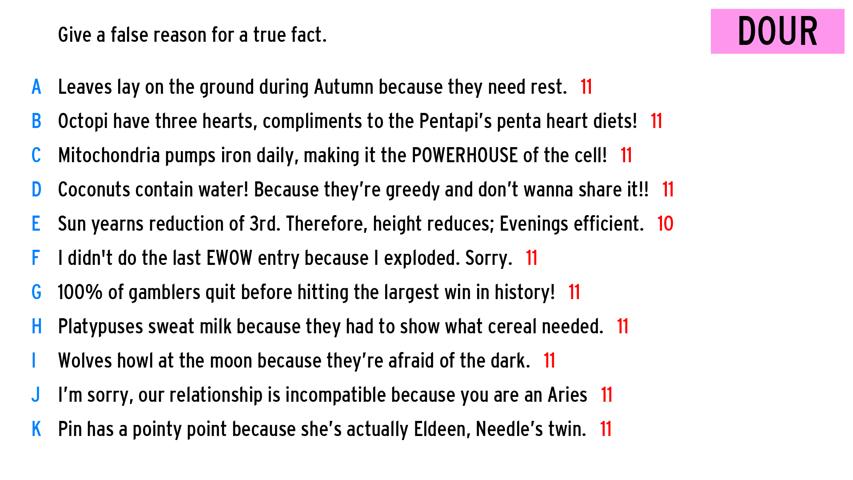 Give a false reason for a true fact.
DOUR
A Leaves lay on the ground during Autumn because they need rest. 11
B Octopi have three hearts, compliments to the Pentapi's penta heart diets! 11
C Mitochondria pumps iron daily, making it the POWERHOUSE of the cell! 11
D Coconuts contain water! Because they're greedy and don't wanna share it!! 11
E Sun yearns reduction of 3rd. Therefore, height reduces; Evenings efficient. 10
F I didn't do the last EWOW entry because I exploded. Sorry. 11
G 100% of gamblers quit before hitting the largest win in history! 11
H Platypuses sweat milk because they had to show what cereal needed. 11
I Wolves howl at the moon because they're afraid of the dark. 11
J I'm sorry, our relationship is incompatible because you are an Aries 11
K Pin has a pointy point because she's actually Eldeen, Needle's twin. 11